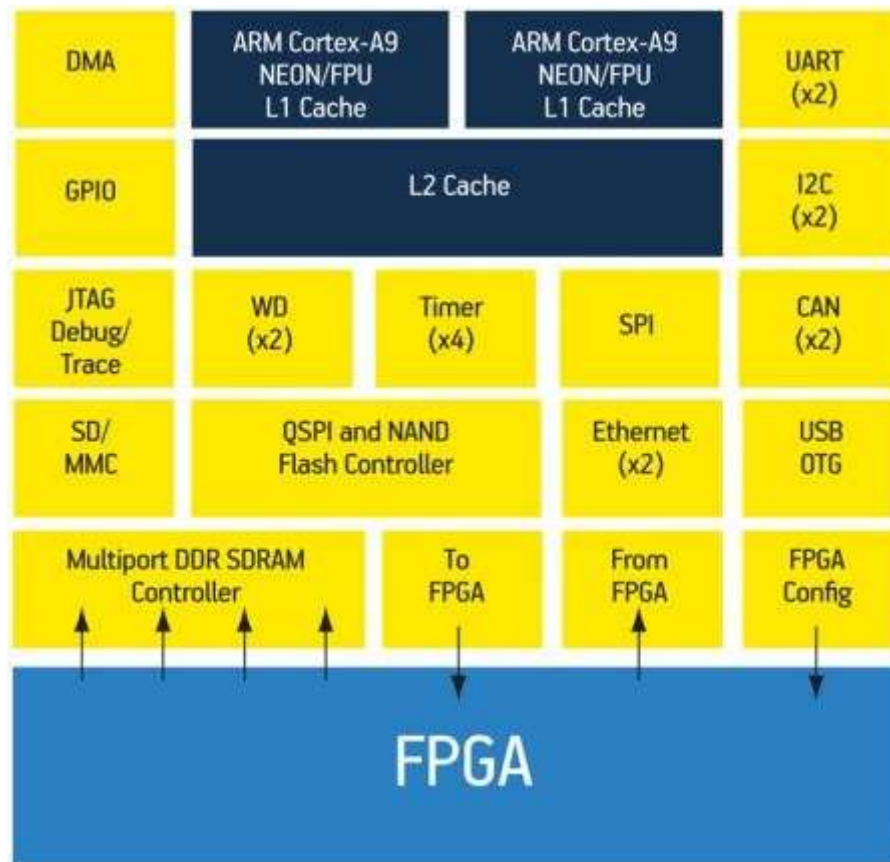 DMA
ARM Cortex-A9
NEON/FPU
L1 Cache
ARM Cortex-A9
NEON/FPU
L1 Cache
UART
(x2)
GPIO
L2 Cache
I2C
(x2)
JTAG
Debug/
Trace
WD
(x2)
Timer
(x4)
SPI
CAN
(x2)
SD/
MMC
QSPI and NAND
Flash Controller
Ethernet
(x2)
USB
OTG
Multiport DDR SDRAM
Controller
To
FPGA
From
FPGA
FPGA
Config
FPGA